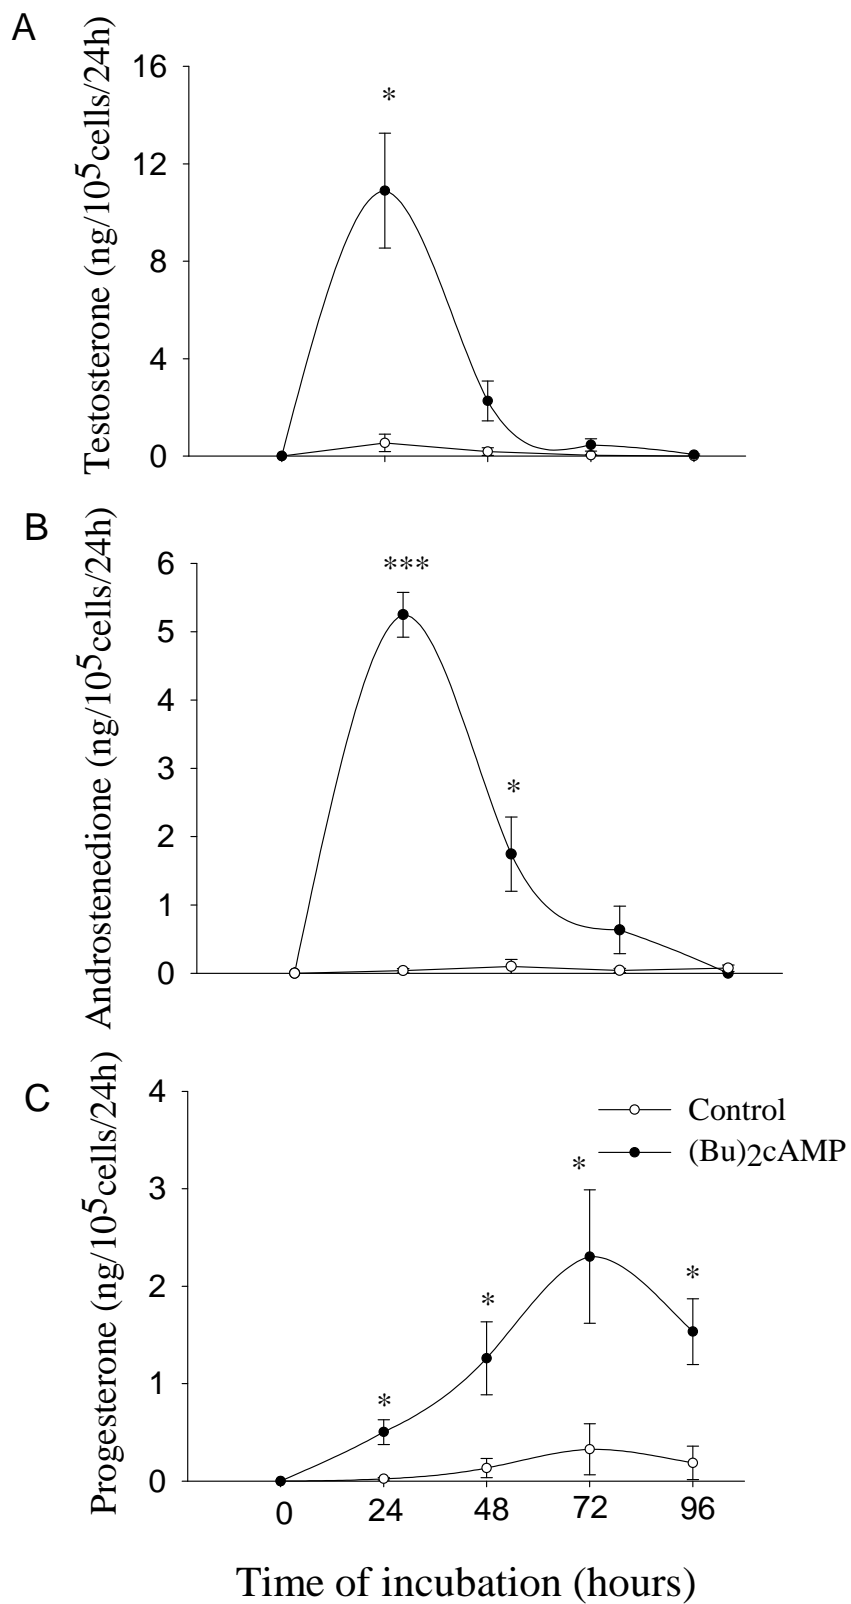 A
Testosterone (ng/10⁵cells/24h)
16
12
8
4
0
*
B
Androstenedione (ng/10⁵cells/24h)
6
5
4
3
2
1
0
***
*
C
Progesterone (ng/10⁵cells/24h)
4
3
2
1
0
Control
(Bu)₂cAMP
*
*
*
*
0 24 48 72 96
Time of incubation (hours)